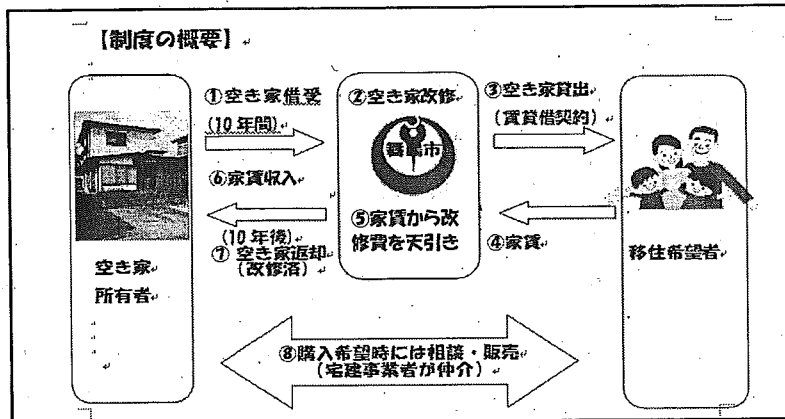 【制度の概要】
①空き家借受
(10年間)
②空き家改修
③空き家貸出
(賃貸借契約)
舞鶴市
⑥家賃収入
(10年後)
⑦空き家返却
(改修済)
⑤家賃から改
修費を天引き
④家賃
空き家
所有者
移住希望者
⑧購入希望時には相談・販売
(宅建事業者が仲介)